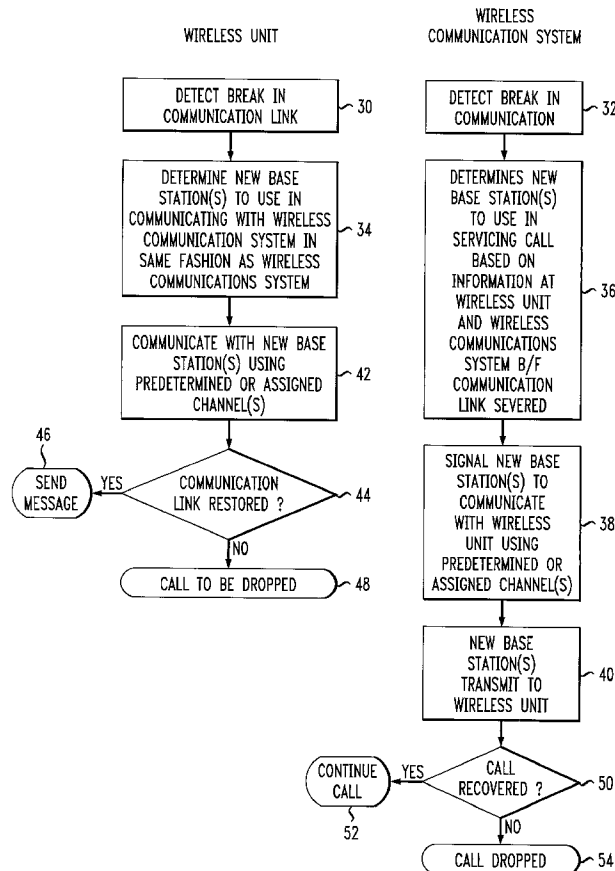 WIRELESS UNIT
DETECT BREAK IN
COMMUNICATION LINK
30
DETERMINE NEW BASE
STATION(S) TO USE IN
COMMUNICATING WITH WIRELESS
COMMUNICATION SYSTEM IN
SAME FASHION AS WIRELESS
COMMUNICATIONS SYSTEM
34
COMMUNICATE WITH NEW BASE
STATION(S) USING
PREDETERMINED OR ASSIGNED
CHANNEL(S)
42
46
SEND
MESSAGE
YES
COMMUNICATION
LINK RESTORED ?
44
NO
CALL TO BE DROPPED
48
WIRELESS
COMMUNICATION SYSTEM
DETECT BREAK IN
COMMUNICATION
32
DETERMINES NEW
BASE STATION(S)
TO USE IN
SERVICING CALL
BASED ON
INFORMATION AT
WIRELESS UNIT
AND WIRELESS
COMMUNICATIONS
SYSTEM B/F
COMMUNICATION
LINK SEVERED
36
SIGNAL NEW BASE
STATION(S) TO
COMMUNICATE
WITH WIRELESS
UNIT USING
PREDETERMINED OR
ASSIGNED CHANNEL(S)
38
NEW BASE
STATION(S)
TRANSMIT TO
WIRELESS UNIT
40
CONTINUE
CALL
52
YES
CALL
RECOVERED ?
50
NO
CALL DROPPED
54